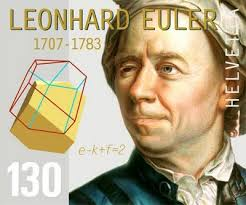 LEONHARD EULER
1707-1783
HELVETIA
e-k+f=2
130